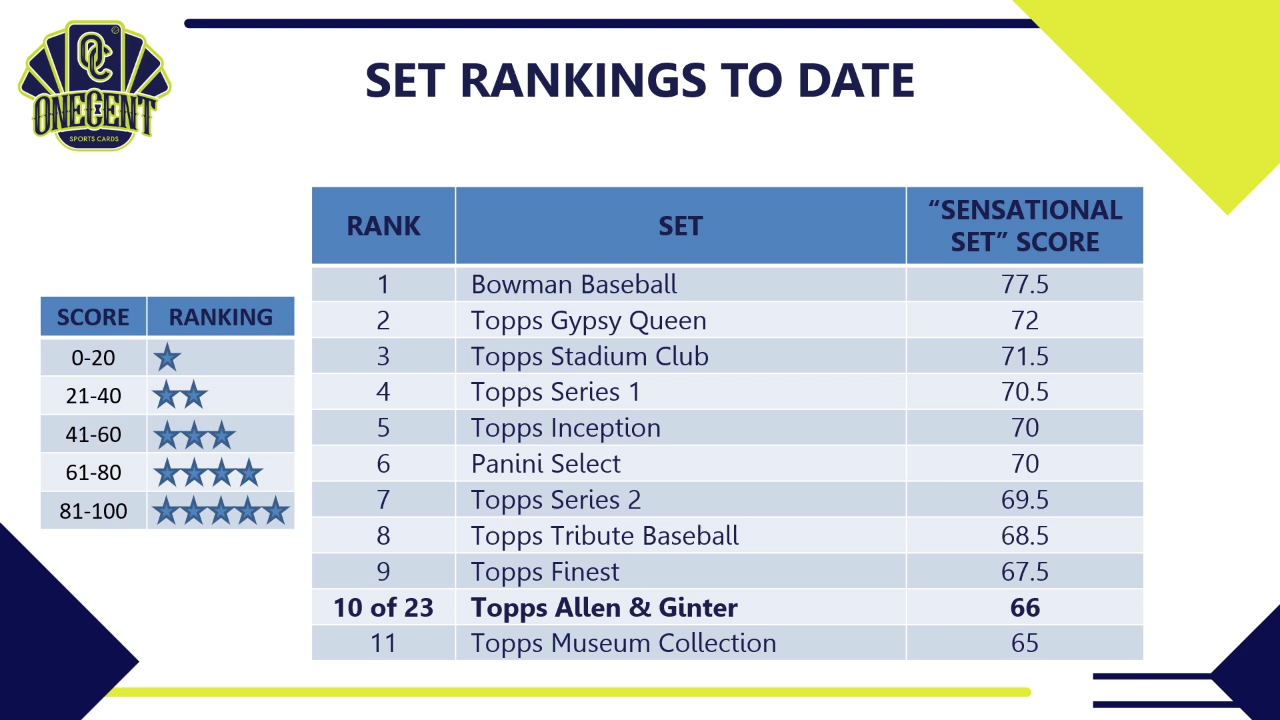 OC
ONECENT
SPORTS CARDS
SET RANKINGS TO DATE
SCORE RANKING
0-20
21-40
41-60
61-80
81-100
RANK SET “SENSATIONAL SET” SCORE
1 Bowman Baseball 77.5
2 Topps Gypsy Queen 72
3 Topps Stadium Club 71.5
4 Topps Series 1 70.5
5 Topps Inception 70
6 Panini Select 70
7 Topps Series 2 69.5
8 Topps Tribute Baseball 68.5
9 Topps Finest 67.5
10 of 23 Topps Allen & Ginter 66
11 Topps Museum Collection 65